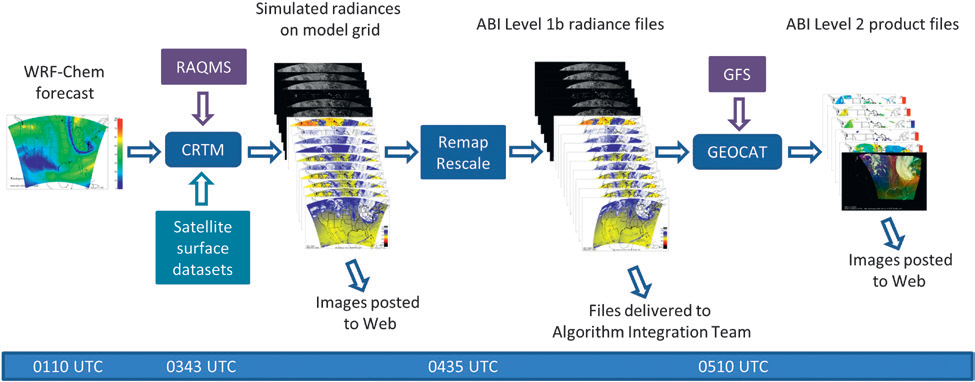 Simulated radiances
on model grid
ABI Level 1b radiance files
ABI Level 2 product files
WRF-Chem
forecast
RAQMS
GFS
CRTM
Remap
Rescale
GEOCAT
Satellite
surface
datasets
Images posted
to Web
Files delivered to
Algorithm Integration Team
Images posted
to Web
0110 UTC
0343 UTC
0435 UTC
0510 UTC